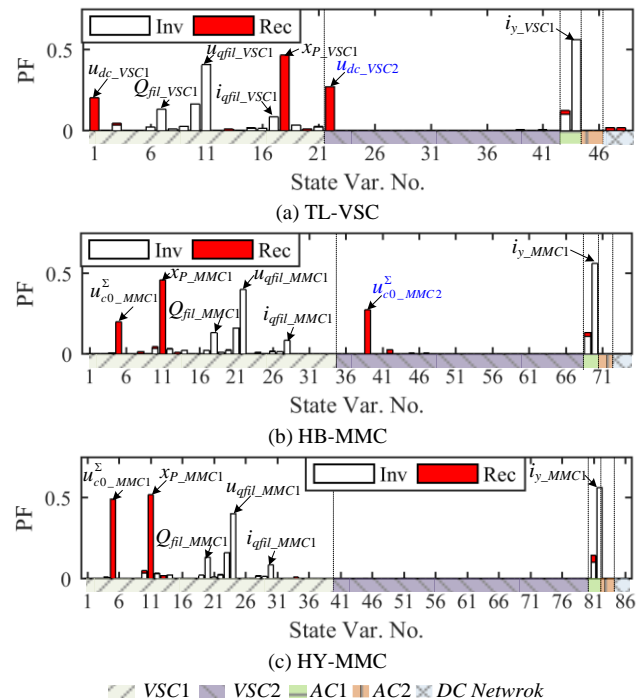 Inv Rec
PF
0.5
0
u_dc_VSC1
Q_fil_VSC1
u_qfil_VSC1
i_qfil_VSC1
x_P_VSC1
u_dc_VSC2
i_y_VSC1
1 6 11 16 21 26 31 36 41 46
State Var. No.
(a) TL-VSC
Inv Rec
PF
0.5
0
u^Σ_c0_MMC1
x_P_MMC1
Q_fil_MMC1
u_qfil_MMC1
i_qfil_MMC1
u^Σ_c0_MMC2
i_y_MMC1
1 6 11 16 21 26 31 36 41 46 51 56 61 66 71
State Var. No.
(b) HB-MMC
Inv Rec
PF
0.5
0
u^Σ_c0_MMC1
x_P_MMC1
Q_fil_MMC1
u_qfil_MMC1
i_qfil_MMC1
i_y_MMC1
1 6 11 16 21 26 31 36 41 46 51 56 61 66 71 76 81 86
State Var. No.
(c) HY-MMC
VSC1 VSC2 AC1 AC2 DC Netwrok